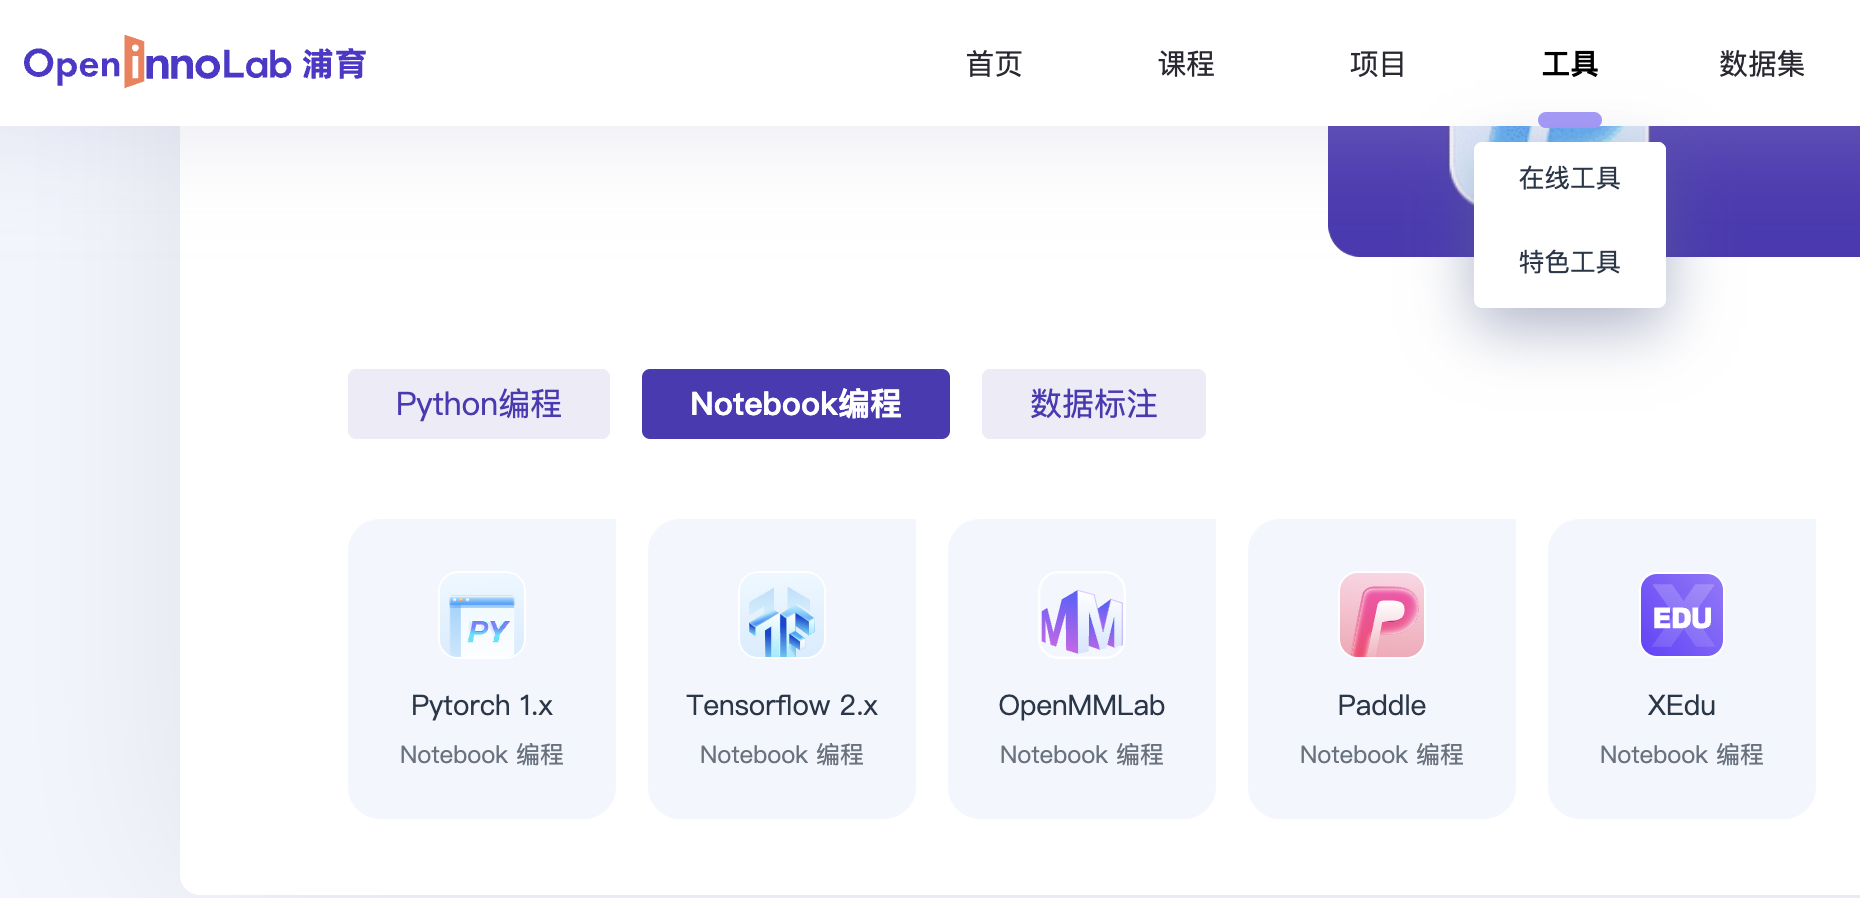 OpenInnoLab 浦育
首页 课程 项目 工具 数据集
在线工具
特色工具
Python编程 Notebook编程 数据标注
PY TF MM P EDU
Pytorch 1.x Tensorflow 2.x OpenMMLab Paddle XEdu
Notebook 编程 Notebook 编程 Notebook 编程 Notebook 编程 Notebook 编程